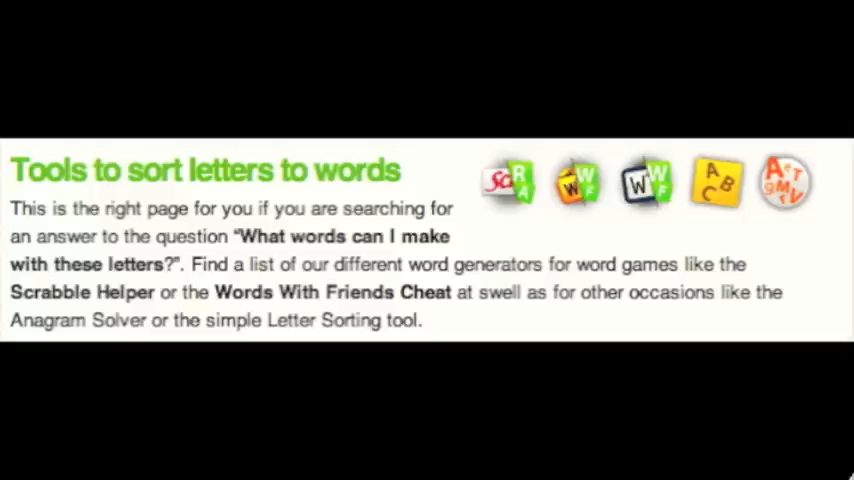 Tools to sort letters to words
This is the right page for you if you are searching for
an answer to the question “What words can I make
with these letters?”. Find a list of our different word generators for word games like the
Scrabble Helper or the Words With Friends Cheat at swell as for other occasions like the
Anagram Solver or the simple Letter Sorting tool.